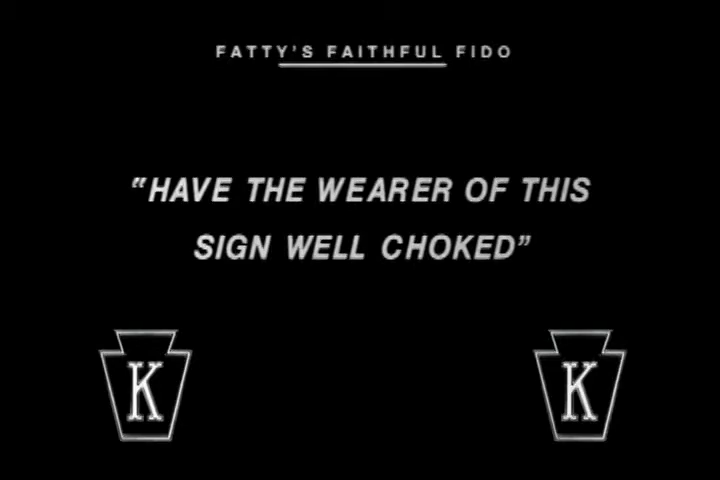 FATTY'S FAITHFUL FIDO
"HAVE THE WEARER OF THIS
SIGN WELL CHOKED"
K K